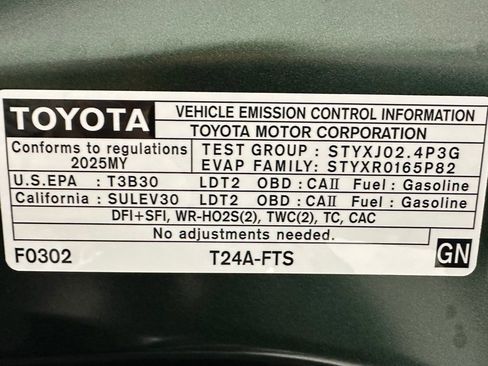 TOYOTA
VEHICLE EMISSION CONTROL INFORMATION
TOYOTA MOTOR CORPORATION
Conforms to regulations
2025MY
TEST GROUP : STYXJ02.4P3G
EVAP FAMILY: STYXR0165P82
U.S.EPA : T3B30 LDT2 OBD : CAII Fuel : Gasoline
California : SULEV30 LDT2 OBD : CAII Fuel : Gasoline
DFI+SFI, WR-HO2S(2), TWC(2), TC, CAC
No adjustments needed.
F0302 T24A-FTS GN